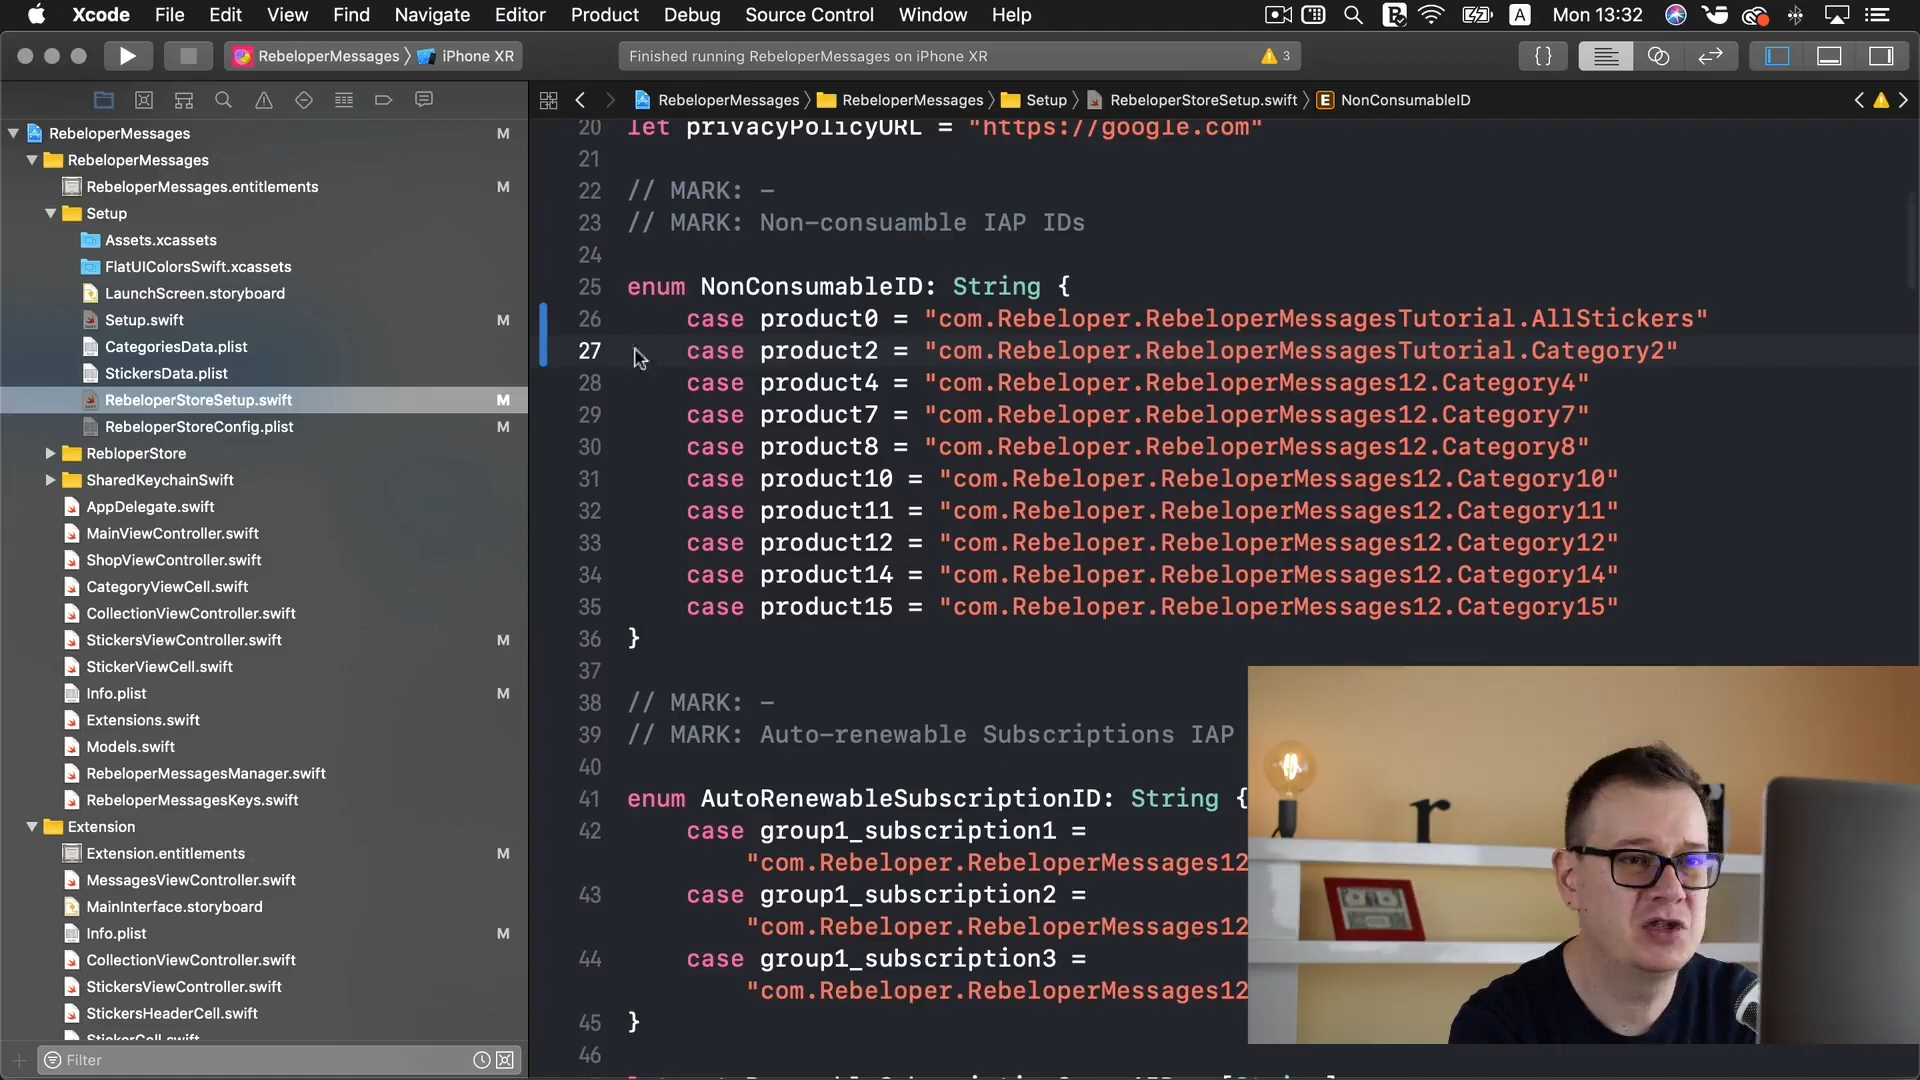 Xcode File Edit View Find Navigate Editor Product Debug Source Control Window Help A Mon 13:32
RebeloperMessages iPhone XR Finished running RebeloperMessages on iPhone XR 3 {}
RebeloperMessages RebeloperMessages Setup RebeloperStoreSetup.swift E NonConsumableID
RebeloperMessages M
RebeloperMessages
RebeloperMessages.entitlements M
Setup
Assets.xcassets
FlatUIColorsSwift.xcassets
LaunchScreen.storyboard
Setup.swift M
CategoriesData.plist
StickersData.plist
RebeloperStoreSetup.swift M
RebeloperStoreConfig.plist M
RebloperStore
SharedKeychainSwift
AppDelegate.swift
MainViewController.swift
ShopViewController.swift
CategoryViewCell.swift
CollectionViewController.swift
StickersViewController.swift M
StickerViewCell.swift
Info.plist M
Extensions.swift
Models.swift
RebeloperMessagesManager.swift
RebeloperMessagesKeys.swift
Extension
Extension.entitlements M
MessagesViewController.swift
MainInterface.storyboard
Info.plist M
CollectionViewController.swift
StickersViewController.swift
StickersHeaderCell.swift
StickerCell.swift
Filter
20 let privacyPolicyURL = "https://google.com"
21
22 // MARK: -
23 // MARK: Non-consuamble IAP IDs
24
25 enum NonConsumableID: String {
26 case product0 = "com.Rebeloper.RebeloperMessagesTutorial.AllStickers"
27 case product2 = "com.Rebeloper.RebeloperMessagesTutorial.Category2"
28 case product4 = "com.Rebeloper.RebeloperMessages12.Category4"
29 case product7 = "com.Rebeloper.RebeloperMessages12.Category7"
30 case product8 = "com.Rebeloper.RebeloperMessages12.Category8"
31 case product10 = "com.Rebeloper.RebeloperMessages12.Category10"
32 case product11 = "com.Rebeloper.RebeloperMessages12.Category11"
33 case product12 = "com.Rebeloper.RebeloperMessages12.Category12"
34 case product14 = "com.Rebeloper.RebeloperMessages12.Category14"
35 case product15 = "com.Rebeloper.RebeloperMessages12.Category15"
36 }
37
38 // MARK: -
39 // MARK: Auto-renewable Subscriptions IAP
40
41 enum AutoRenewableSubscriptionID: String {
42 case group1_subscription1 =
"com.Rebeloper.RebeloperMessages12
43 case group1_subscription2 =
"com.Rebeloper.RebeloperMessages12
44 case group1_subscription3 =
"com.Rebeloper.RebeloperMessages12
45 }
46
r